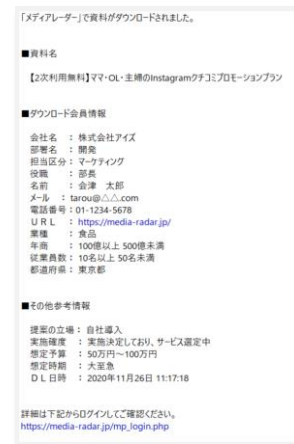 「メディアレーダー」で資料がダウンロードされました。
■資料名
【2次利用無料】ママ・OL・主婦のInstagramクチコミプロモーションプラン
■ダウンロード会員情報
会社名 : 株式会社アイズ
部署名 : 開発
担当区分 : マーケティング
役職 : 部長
名前 : 会津 太郎
メール : tarou@△△.com
電話番号 : 01-1234-5678
URL : https://media-radar.jp/
業種 : 食品
年商 : 100億以上 500億未満
従業員数 : 10名以上 50名未満
都道府県 : 東京都
■その他参考情報
提案の立場 : 自社導入
実施確度 : 実施決定しており、サービス選定中
想定予算 : 50万円～100万円
想定時期 : 大至急
DL日時 : 2020年11月26日 11:17:18
詳細は下記からログインしてご確認ください。
https://media-radar.jp/mp_login.php